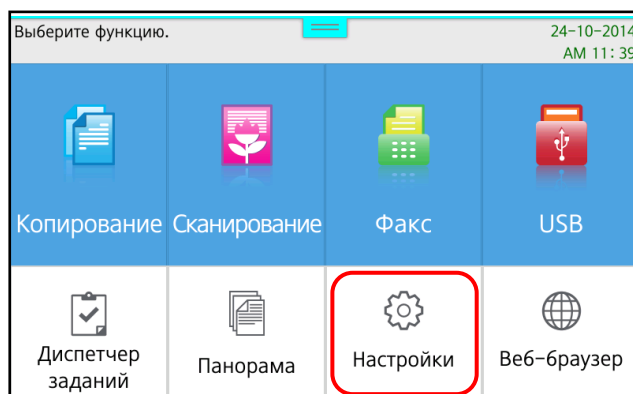 Выберите функцию.
24-10-2014
AM 11:39
Копирование
Сканирование
Факс
USB
Диспетчер
заданий
Панорама
Настройки
Веб-браузер